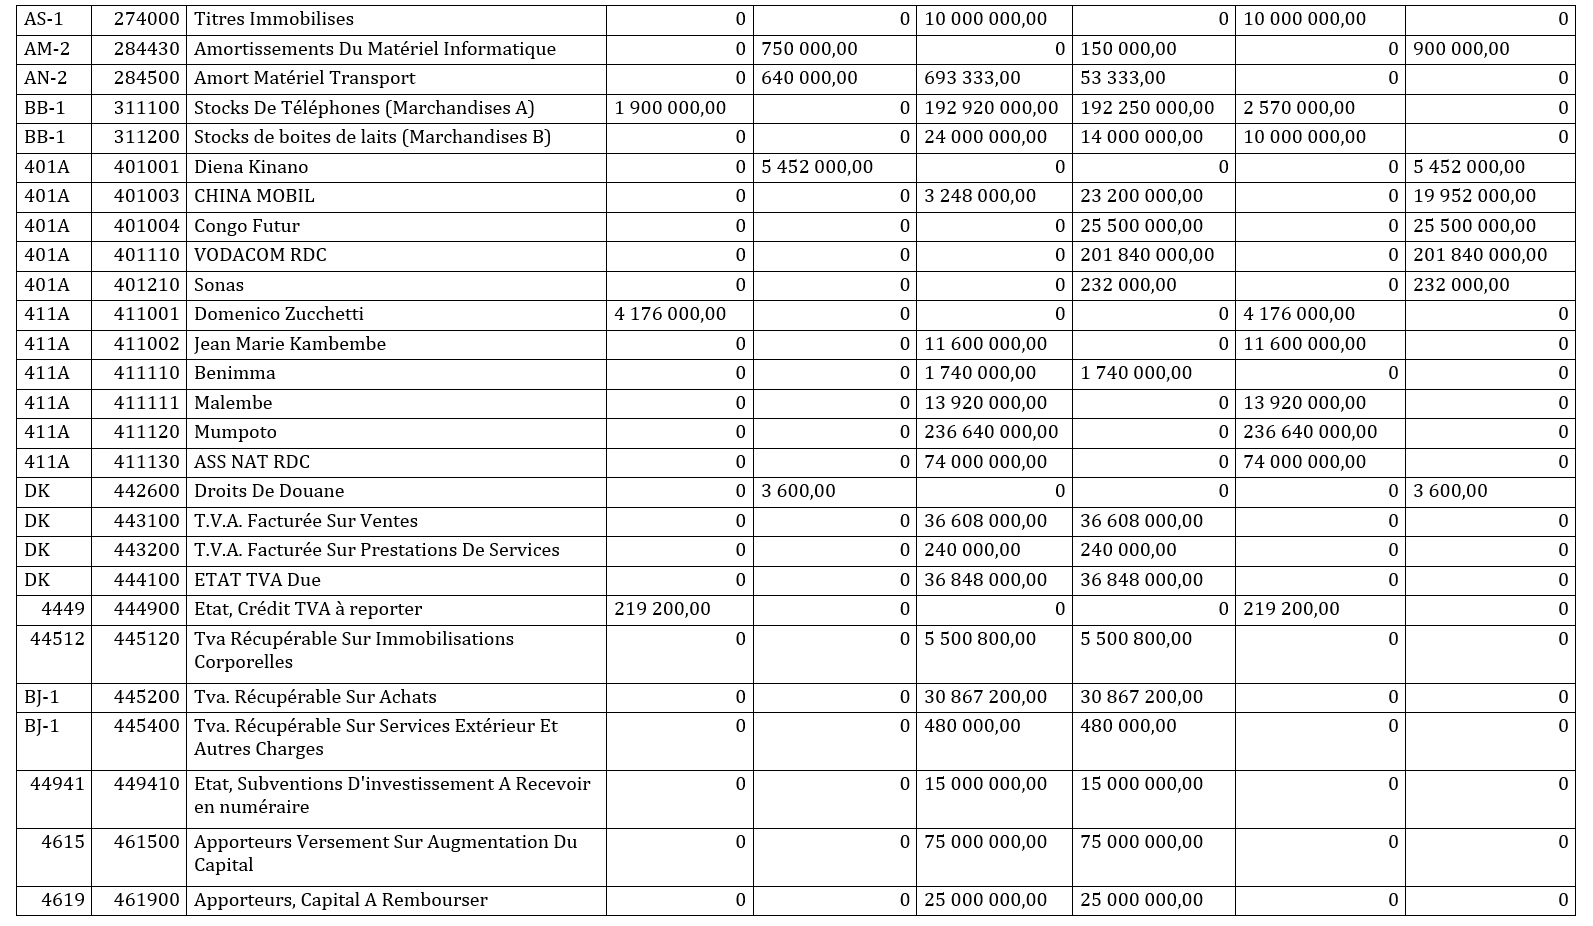 AS-1 274000 Titres Immobilises 0 0 10 000 000,00 0 10 000 000,00 0
AM-2 284430 Amortissements Du Matériel Informatique 0 750 000,00 0 150 000,00 0 900 000,00
AN-2 284500 Amort Matériel Transport 0 640 000,00 693 333,00 53 333,00 0 0
BB-1 311100 Stocks De Téléphones (Marchandises A) 1 900 000,00 0 192 920 000,00 192 250 000,00 2 570 000,00 0
BB-1 311200 Stocks de boites de laits (Marchandises B) 0 0 24 000 000,00 14 000 000,00 10 000 000,00 0
401A 401001 Diena Kinano 0 5 452 000,00 0 0 0 5 452 000,00
401A 401003 CHINA MOBIL 0 0 3 248 000,00 23 200 000,00 0 19 952 000,00
401A 401004 Congo Futur 0 0 0 25 500 000,00 0 25 500 000,00
401A 401110 VODACOM RDC 0 0 0 201 840 000,00 0 201 840 000,00
401A 401210 Sonas 0 0 0 232 000,00 0 232 000,00
411A 411001 Domenico Zucchetti 4 176 000,00 0 0 0 4 176 000,00 0
411A 411002 Jean Marie Kambembe 0 0 11 600 000,00 0 11 600 000,00 0
411A 411110 Benimma 0 0 1 740 000,00 1 740 000,00 0 0
411A 411111 Malembe 0 0 13 920 000,00 0 13 920 000,00 0
411A 411120 Mumpoto 0 0 236 640 000,00 0 236 640 000,00 0
411A 411130 ASS NAT RDC 0 0 74 000 000,00 0 74 000 000,00 0
DK 442600 Droits De Douane 0 3 600,00 0 0 0 3 600,00
DK 443100 T.V.A. Facturée Sur Ventes 0 0 36 608 000,00 36 608 000,00 0 0
DK 443200 T.V.A. Facturée Sur Prestations De Services 0 0 240 000,00 240 000,00 0 0
DK 444100 ETAT TVA Due 0 0 36 848 000,00 36 848 000,00 0 0
4449 444900 Etat, Crédit TVA à reporter 219 200,00 0 0 0 219 200,00 0
44512 445120 Tva Récupérable Sur Immobilisations 0 0 5 500 800,00 5 500 800,00 0 0
Corporelles
BJ-1 445200 Tva. Récupérable Sur Achats 0 0 30 867 200,00 30 867 200,00 0 0
BJ-1 445400 Tva. Récupérable Sur Services Extérieur Et 0 0 480 000,00 480 000,00 0 0
Autres Charges
44941 449410 Etat, Subventions D'investissement A Recevoir 0 0 15 000 000,00 15 000 000,00 0 0
en numéraire
4615 461500 Apporteurs Versement Sur Augmentation Du 0 0 75 000 000,00 75 000 000,00 0 0
Capital
4619 461900 Apporteurs, Capital A Rembourser 0 0 25 000 000,00 25 000 000,00 0 0